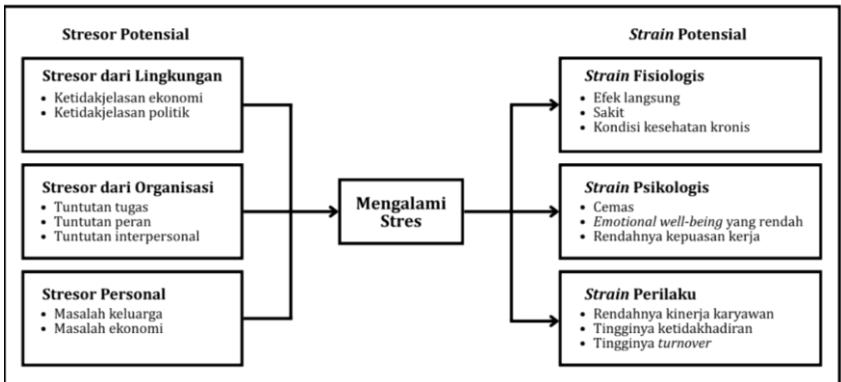 Stresor Potensial
Stresor dari Lingkungan
• Ketidakjelasan ekonomi
• Ketidakjelasan politik
Stresor dari Organisasi
• Tuntutan tugas
• Tuntutan peran
• Tuntutan interpersonal
Stresor Personal
• Masalah keluarga
• Masalah ekonomi
Mengalami
Stres
Strain Potensial
Strain Fisiologis
• Efek langsung
• Sakit
• Kondisi kesehatan kronis
Strain Psikologis
• Cemas
• Emotional well-being yang rendah
• Rendahnya kepuasan kerja
Strain Perilaku
• Rendahnya kinerja karyawan
• Tingginya ketidakhadiran
• Tingginya turnover